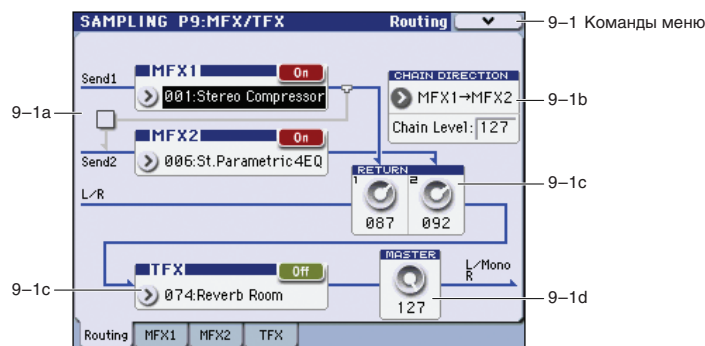 SAMPLING P9:MFX/TFX Routing
9–1 Команды меню
Send1
MFX1 On
001:Stereo Compressor
CHAIN DIRECTION
MFX1→MFX2
9–1b
Chain Level: 127
9–1a
MFX2 On
Send2
006:St.Parametric4EQ
RETURN
1 2
9–1c
L/R
087 092
TFX Off
MASTER
L/Mono
R
9–1c
074:Reverb Room
127
9–1d
Routing MFX1 MFX2 TFX